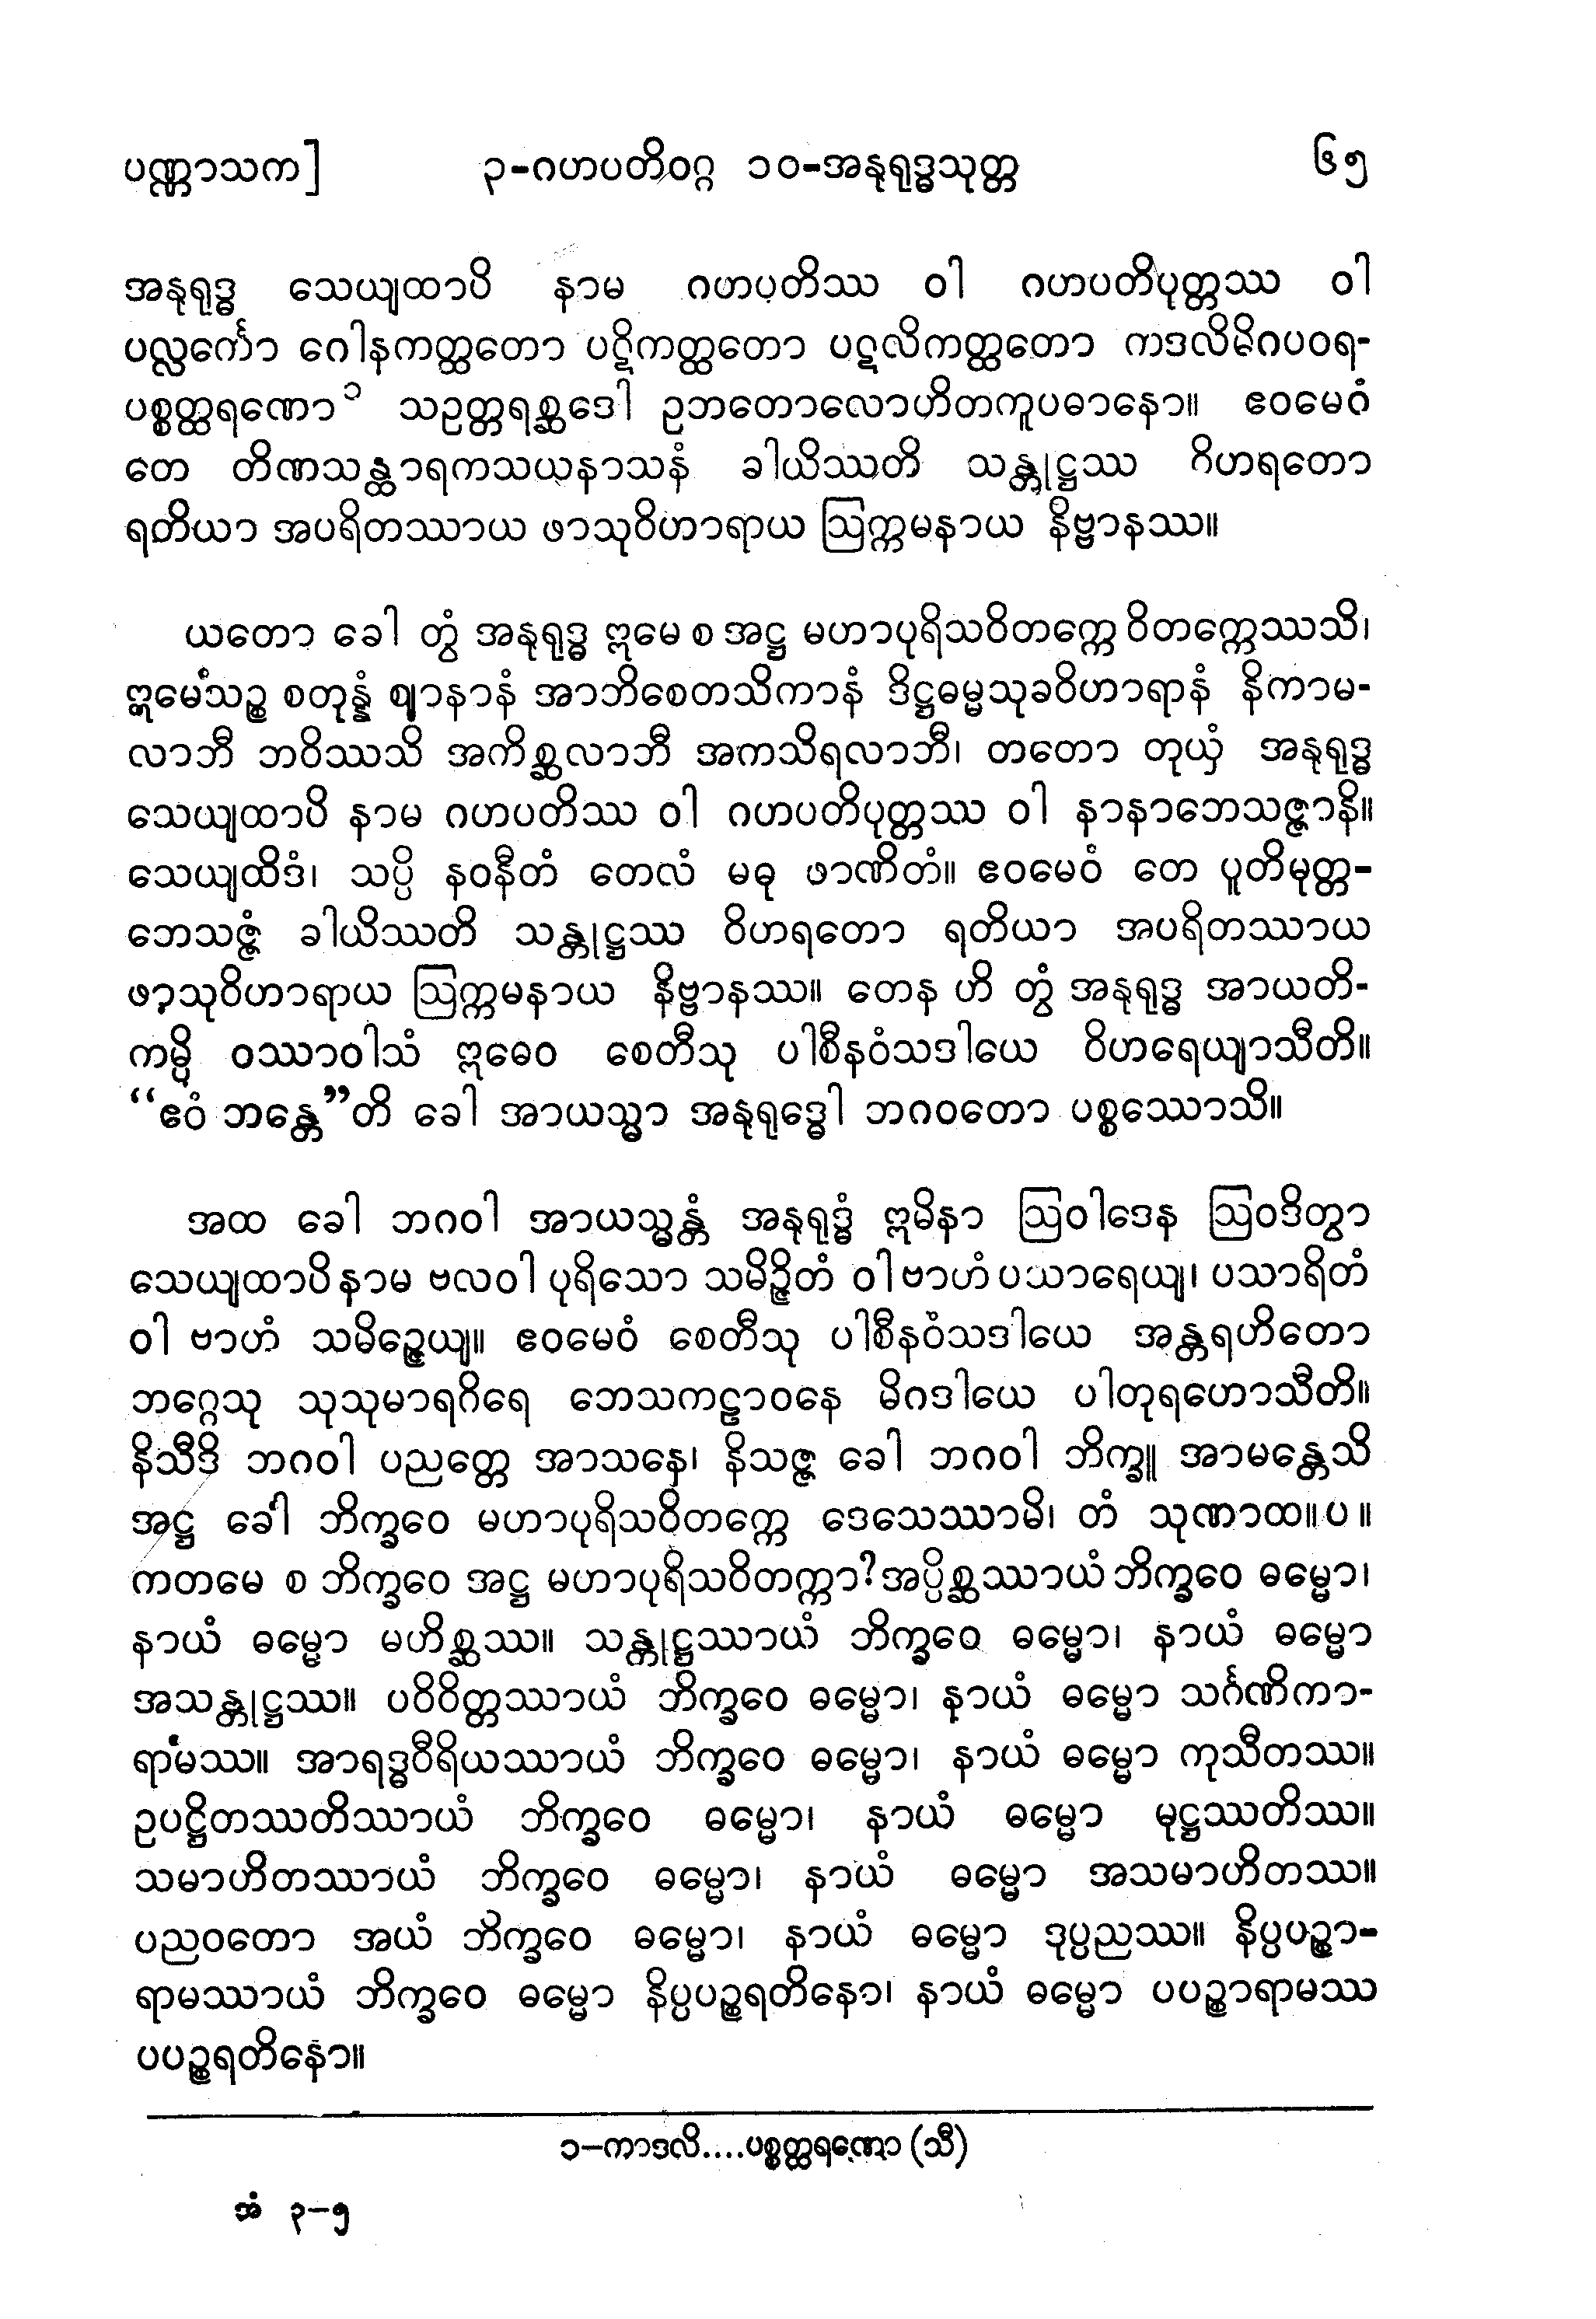 ပဏ္ဏာသက] ၃-ဂဟပတိဝဂ္ဂ ၁၀-အနုရုဒ္ဓသုတ္တ ၆၅
အနုရုဒ္ဓ သေယျထာပိ နာမ ဂဟပတိဿ ဝါ ဂဟပတိပုတ္တဿ ဝါ
ပလ္လင်္ကော ဂေါနကတ္ထတော ပဋိကတ္ထတော ပဋလိကတ္ထတော ကဒလိမိဂပဝရ-
ပစ္စတ္ထရဏော၁ သဥတ္တရစ္ဆဒေါ ဥဘတောလောဟိတကူပဓာနော။ ဧဝမေဝံ
တေ တိဏသန္ထာရကသယနာသနံ ခါယိဿတိ သန္တုဋ္ဌဿ ဝိဟရတော
ရတိယာ အပရိတဿာယ ဖာသုဝိဟာရာယ ဩက္ကမနာယ နိဗ္ဗာနဿ။
ယတော ခေါ တွံ အနုရုဒ္ဓ ဣမေ စ အဋ္ဌ မဟာပုရိသဝိတက္ကေ ဝိတက္ကေဿသိ၊
ဣမေသဉ္စ စတုန္နံ ဈာနာနံ အာဘိစေတသိကာနံ ဒိဋ္ဌဓမ္မသုခဝိဟာရာနံ နိကာမ-
လာဘီ ဘဝိဿသိ အကိစ္ဆလာဘီ အကသိရလာဘီ၊ တတော တုယှံ အနုရုဒ္ဓ
သေယျထာပိ နာမ ဂဟပတိဿ ဝါ ဂဟပတိပုတ္တဿ ဝါ နာနာဘေသဇ္ဇာနိ။
သေယျထိဒံ၊ သပ္ပိ နဝနီတံ တေလံ မဓု ဖာဏိတံ။ ဧဝမေဝံ တေ ပူတိမုတ္တ-
ဘေသဇ္ဇံ ခါယိဿတိ သန္တုဋ္ဌဿ ဝိဟရတော ရတိယာ အပရိတဿာယ
ဖာသုဝိဟာရာယ ဩက္ကမနာယ နိဗ္ဗာနဿ။ တေန ဟိ တွံ အနုရုဒ္ဓ အာယတိ-
ကမ္ပိ ဝဿာဝါသံ ဣဓေဝ စေတီသု ပါစီနဝံသဒါယေ ဝိဟရေယျာသီတိ။
“ဧဝံ ဘန္တေ”တိ ခေါ အာယသ္မာ အနုရုဒ္ဓေါ ဘဂဝတော ပစ္စဿောသိ။
အထ ခေါ ဘဂဝါ အာယသ္မန္တံ အနုရုဒ္ဓံ ဣမိနာ ဩဝါဒေန ဩဝဒိတွာ
သေယျထာပိ နာမ ဗလဝါ ပုရိသော သမိဉ္ဇိတံ ဝါ ဗာဟံ ပသာရေယျ၊ ပသာရိတံ
ဝါ ဗာဟံ သမိဉ္ဇေယျ။ ဧဝမေဝံ စေတီသု ပါစီနဝံသဒါယေ အန္တရဟိတော
ဘဂ္ဂေသု သုသုမာရဂိရေ ဘေသကဠာဝနေ မိဂဒါယေ ပါတုရဟောသီတိ။
နိသီဒိ ဘဂဝါ ပညတ္တေ အာသနေ၊ နိသဇ္ဇ ခေါ ဘဂဝါ ဘိက္ခူ အာမန္တေသိ
အဋ္ဌ ခေါ ဘိက္ခဝေ မဟာပုရိသဝိတက္ကေ ဒေသေဿာမိ၊ တံ သုဏာထ။ ပ ။
ကတမေ စ ဘိက္ခဝေ အဋ္ဌ မဟာပုရိသဝိတက္ကာ? အပ္ပိစ္ဆဿာယံ ဘိက္ခဝေ ဓမ္မော၊
နာယံ ဓမ္မော မဟိစ္ဆဿ။ သန္တုဋ္ဌဿာယံ ဘိက္ခဝေ ဓမ္မော၊ နာယံ ဓမ္မော
အသန္တုဋ္ဌဿ။ ပဝိဝိတ္တဿာယံ ဘိက္ခဝေ ဓမ္မော၊ နာယံ ဓမ္မော သင်္ဂဏိကာ-
ရာမဿ။ အာရဒ္ဓဝီရိယဿာယံ ဘိက္ခဝေ ဓမ္မော၊ နာယံ ဓမ္မော ကုသီတဿ။
ဥပဋ္ဌိတဿတိဿာယံ ဘိက္ခဝေ ဓမ္မော၊ နာယံ ဓမ္မော မုဋ္ဌဿတိဿ။
သမာဟိတဿာယံ ဘိက္ခဝေ ဓမ္မော၊ နာယံ ဓမ္မော အသမာဟိတဿ။
ပညဝတော အယံ ဘိက္ခဝေ ဓမ္မော၊ နာယံ ဓမ္မော ဒုပ္ပညဿ။ နိပ္ပပဉ္စာ-
ရာမဿာယံ ဘိက္ခဝေ ဓမ္မော နိပ္ပပဉ္စရတိနော၊ နာယံ ဓမ္မော ပပဉ္စာရာမဿ
ပပဉ္စရတိနော။
၁–ကာဒလိ....ပစ္စတ္ထရဏော (သီ)
အံ ၃–၅